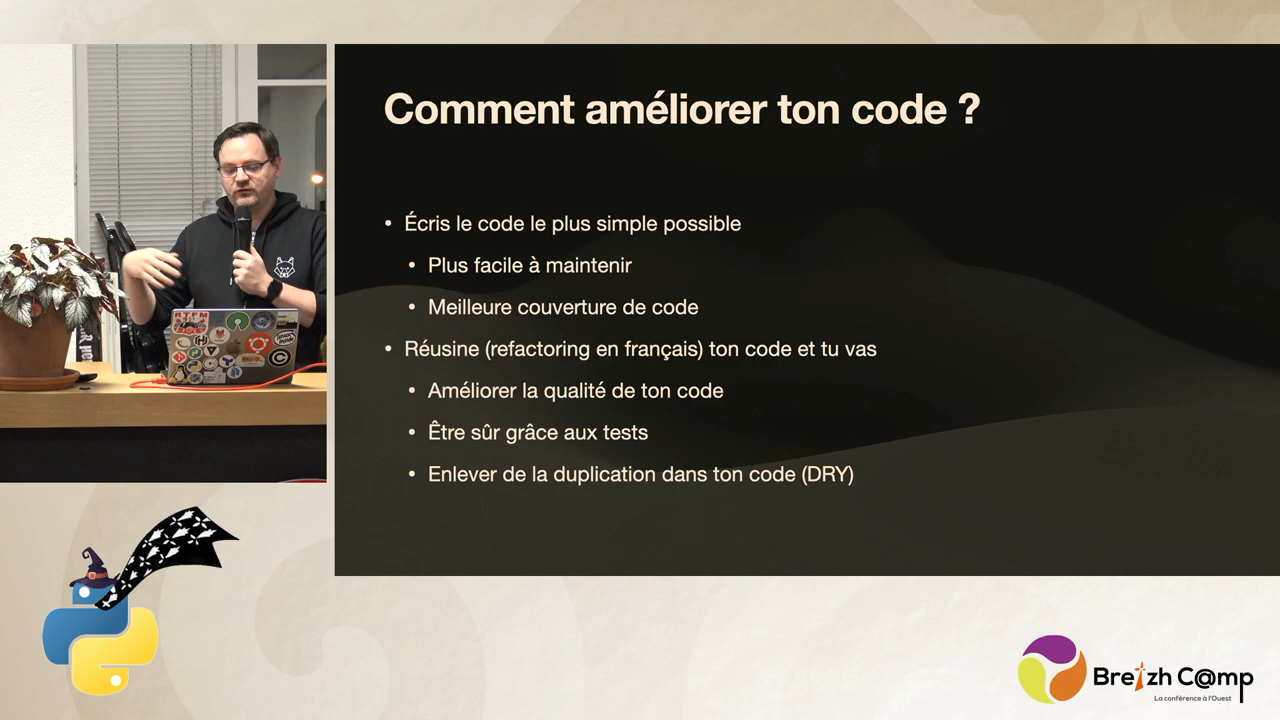 Comment améliorer ton code ?
• Écris le code le plus simple possible
• Plus facile à maintenir
• Meilleure couverture de code
• Réusine (refactoring en français) ton code et tu vas
• Améliorer la qualité de ton code
• Être sûr grâce aux tests
• Enlever de la duplication dans ton code (DRY)
RTFM
Breizh C@mp
La conférence à l'Ouest